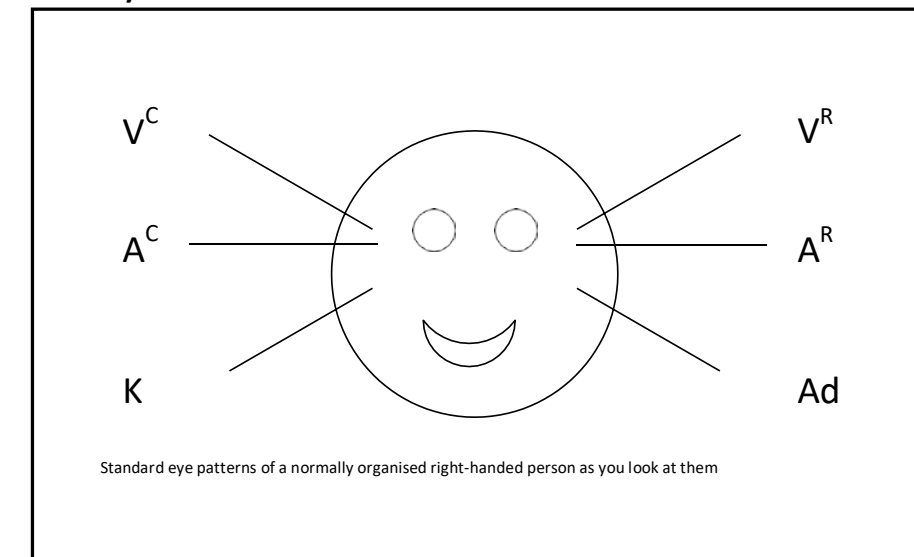 V^C V^R
A^C A^R
K Ad
Standard eye patterns of a normally organised right-handed person as you look at them